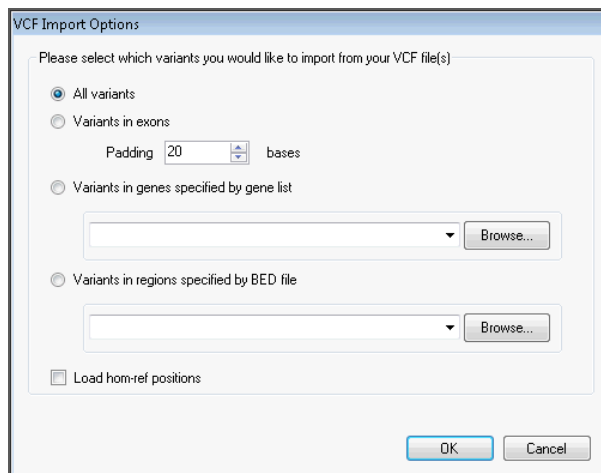 VCF Import Options
Please select which variants you would like to import from your VCF file(s)
All variants
Variants in exons
Padding 20 bases
Variants in genes specified by gene list
Browse...
Variants in regions specified by BED file
Browse...
Load hom-ref positions
OK Cancel